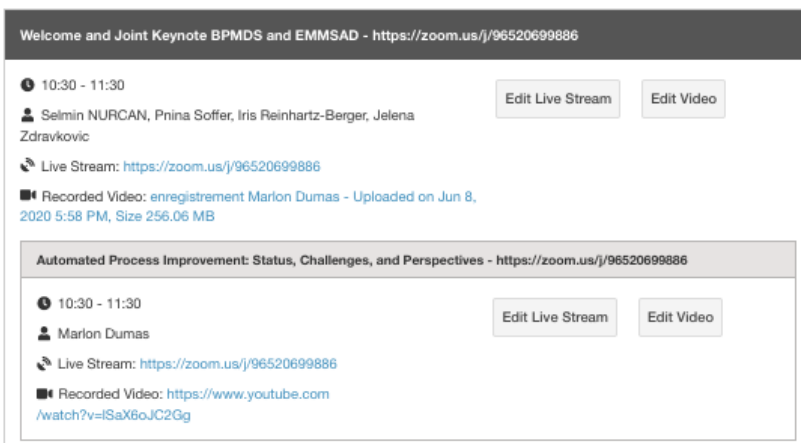 Welcome and Joint Keynote BPMDS and EMMSAD - https://zoom.us/j/96520699886
10:30 - 11:30
Edit Live Stream
Edit Video
Selmin NURCAN, Pnina Soffer, Iris Reinhartz-Berger, Jelena
Zdravkovic
Live Stream: https://zoom.us/j/96520699886
Recorded Video: enregistrement Marlon Dumas - Uploaded on Jun 8,
2020 5:58 PM, Size 256.06 MB
Automated Process Improvement: Status, Challenges, and Perspectives - https://zoom.us/j/96520699886
10:30 - 11:30
Edit Live Stream
Edit Video
Marlon Dumas
Live Stream: https://zoom.us/j/96520699886
Recorded Video: https://www.youtube.com
/watch?v=lSaX6oJC2Gg